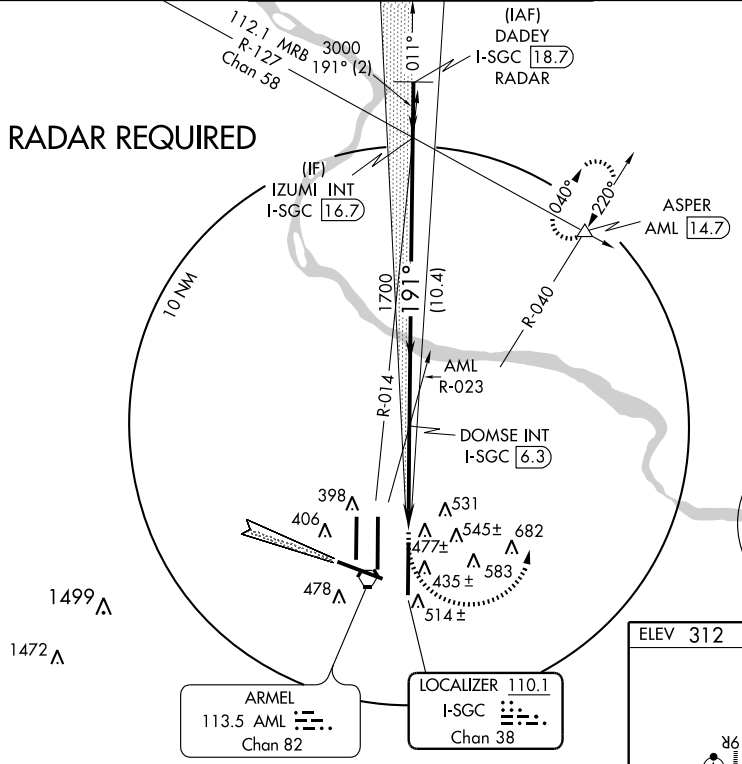 (IAF)
DADEY
I-SGC 18.7
RADAR
112.1 MRB
R-127
Chan 58
3000
191° (2)
011°
RADAR REQUIRED
(IF)
IZUMI INT
I-SGC 16.7
040°
220°
ASPER
AML 14.7
10 NM
1700
191°
(10.4)
R-040
R-014
AML
R-023
DOMSE INT
I-SGC 6.3
398
406
531
545±
682
477±
583
435 ±
478
514 ±
1499
1472
ELEV 312
ARMEL
113.5 AML
Chan 82
LOCALIZER 110.1
I-SGC
Chan 38
9R